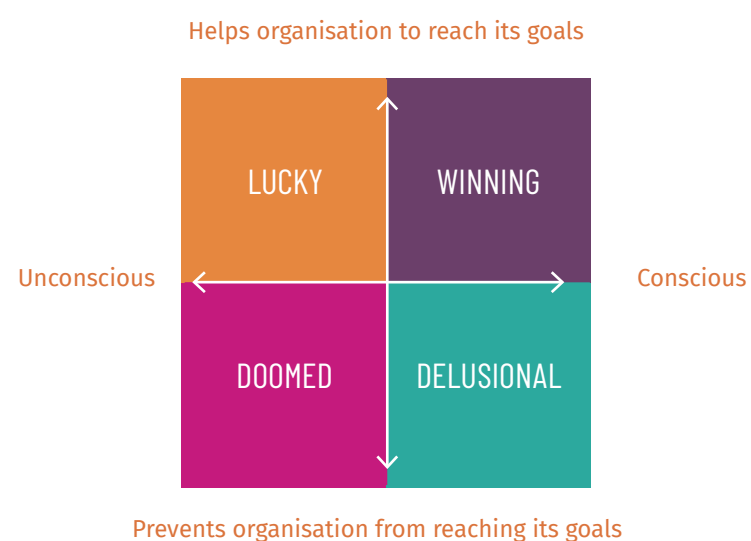 Helps organisation to reach its goals
LUCKY
WINNING
Unconscious
Conscious
DOOMED
DELUSIONAL
Prevents organisation from reaching its goals